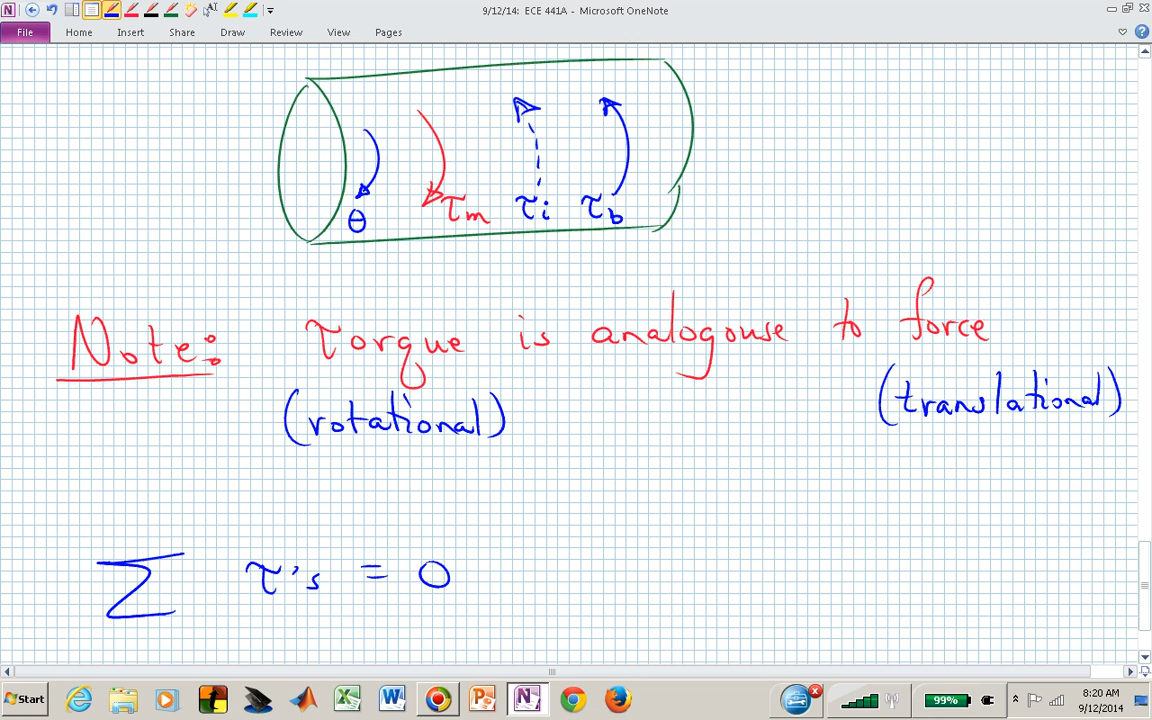 9/12/14: ECE 441A - Microsoft OneNote
File Home Insert Share Draw Review View Pages
θ τm τi τb
Note: Torque is analogouse to force
(rotational) (translational)
∑ τ's = 0
Start 99% 8:20 AM
9/12/2014